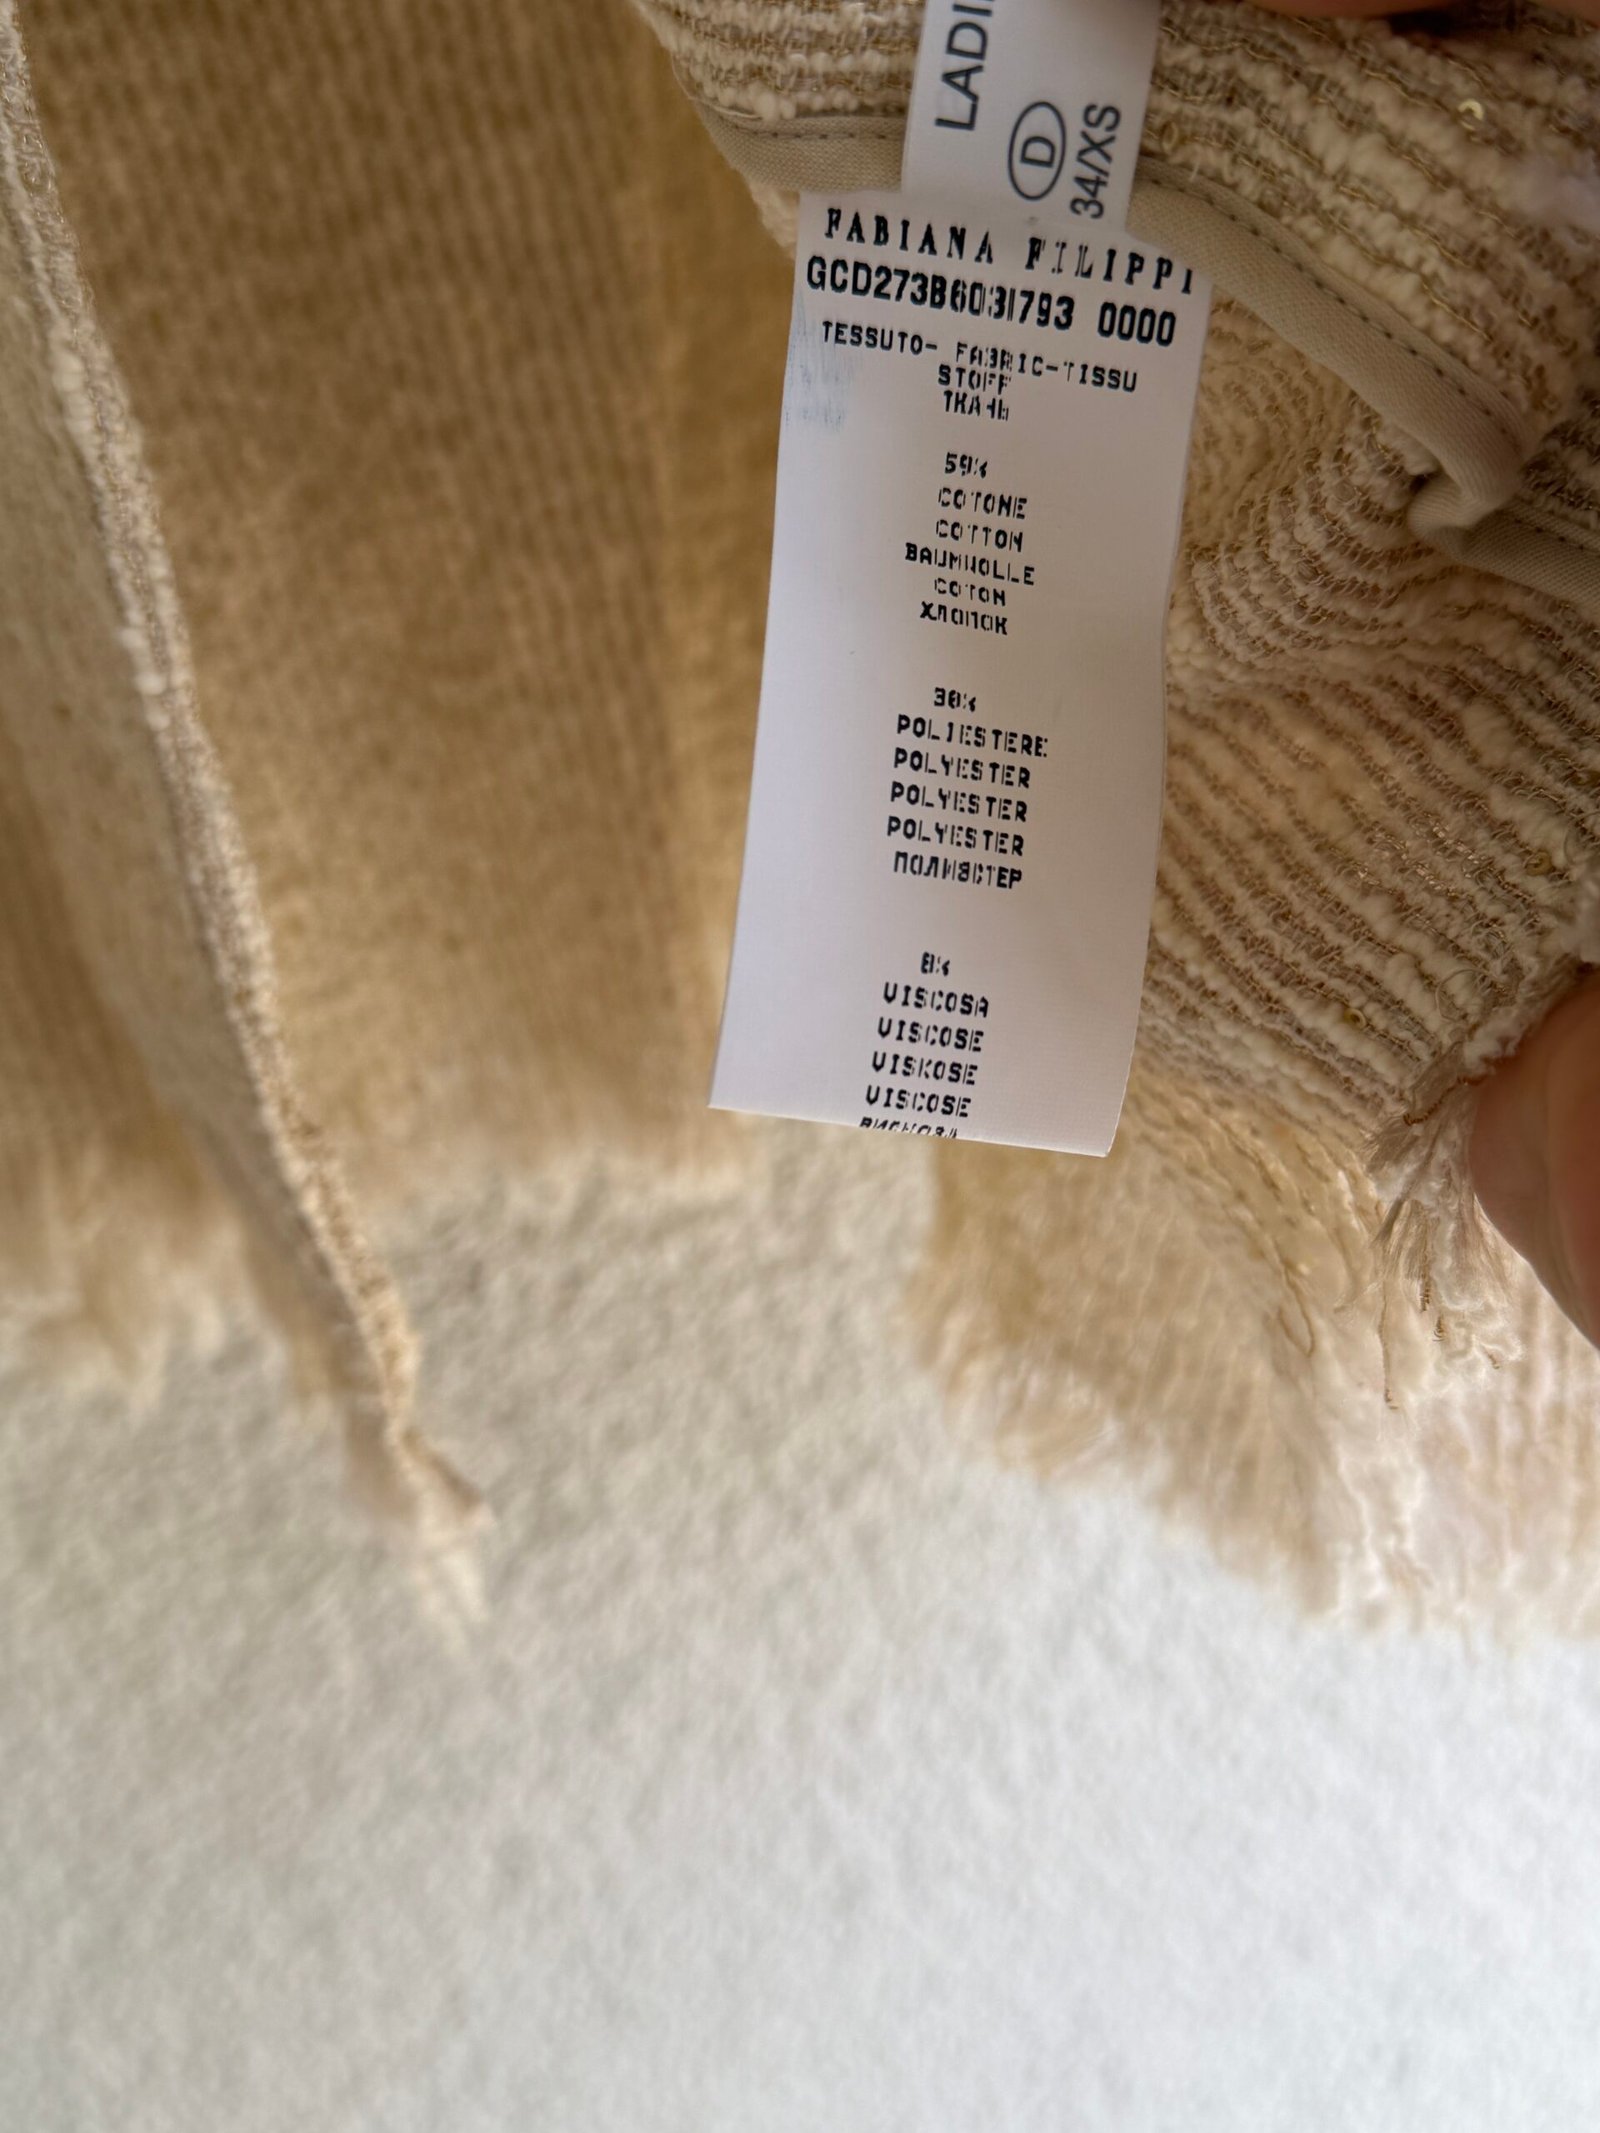 LADI
D
34/XS
FABIANA FILIPPI
GCD273B603I793 0000
TESSUTO- FABRIC-TISSU
STOFF
ТКАНЬ
59%
COTONE
COTTON
BAUMWOLLE
COTON
ХЛОПОК
30%
POLIESTERE
POLYESTER
POLYESTER
POLYESTER
ПОЛИЭСТЕР
8%
VISCOSA
VISCOSE
VISKOSE
VISCOSE